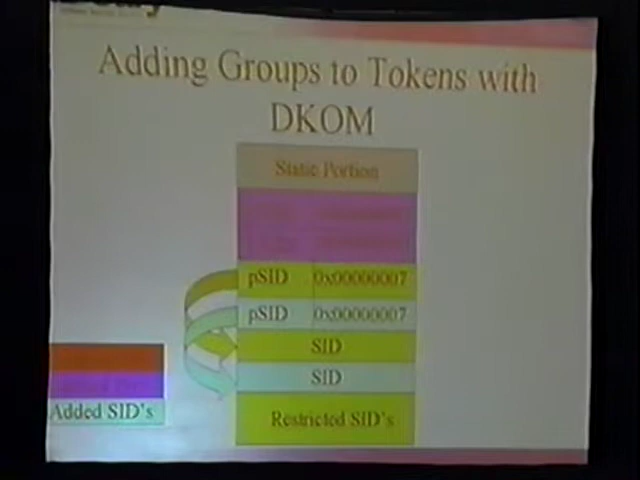 Adding Groups to Tokens with
DKOM
Static Portion
pSID 0x00000007
pSID 0x00000007
SID
SID
Added SID's
Restricted SID's